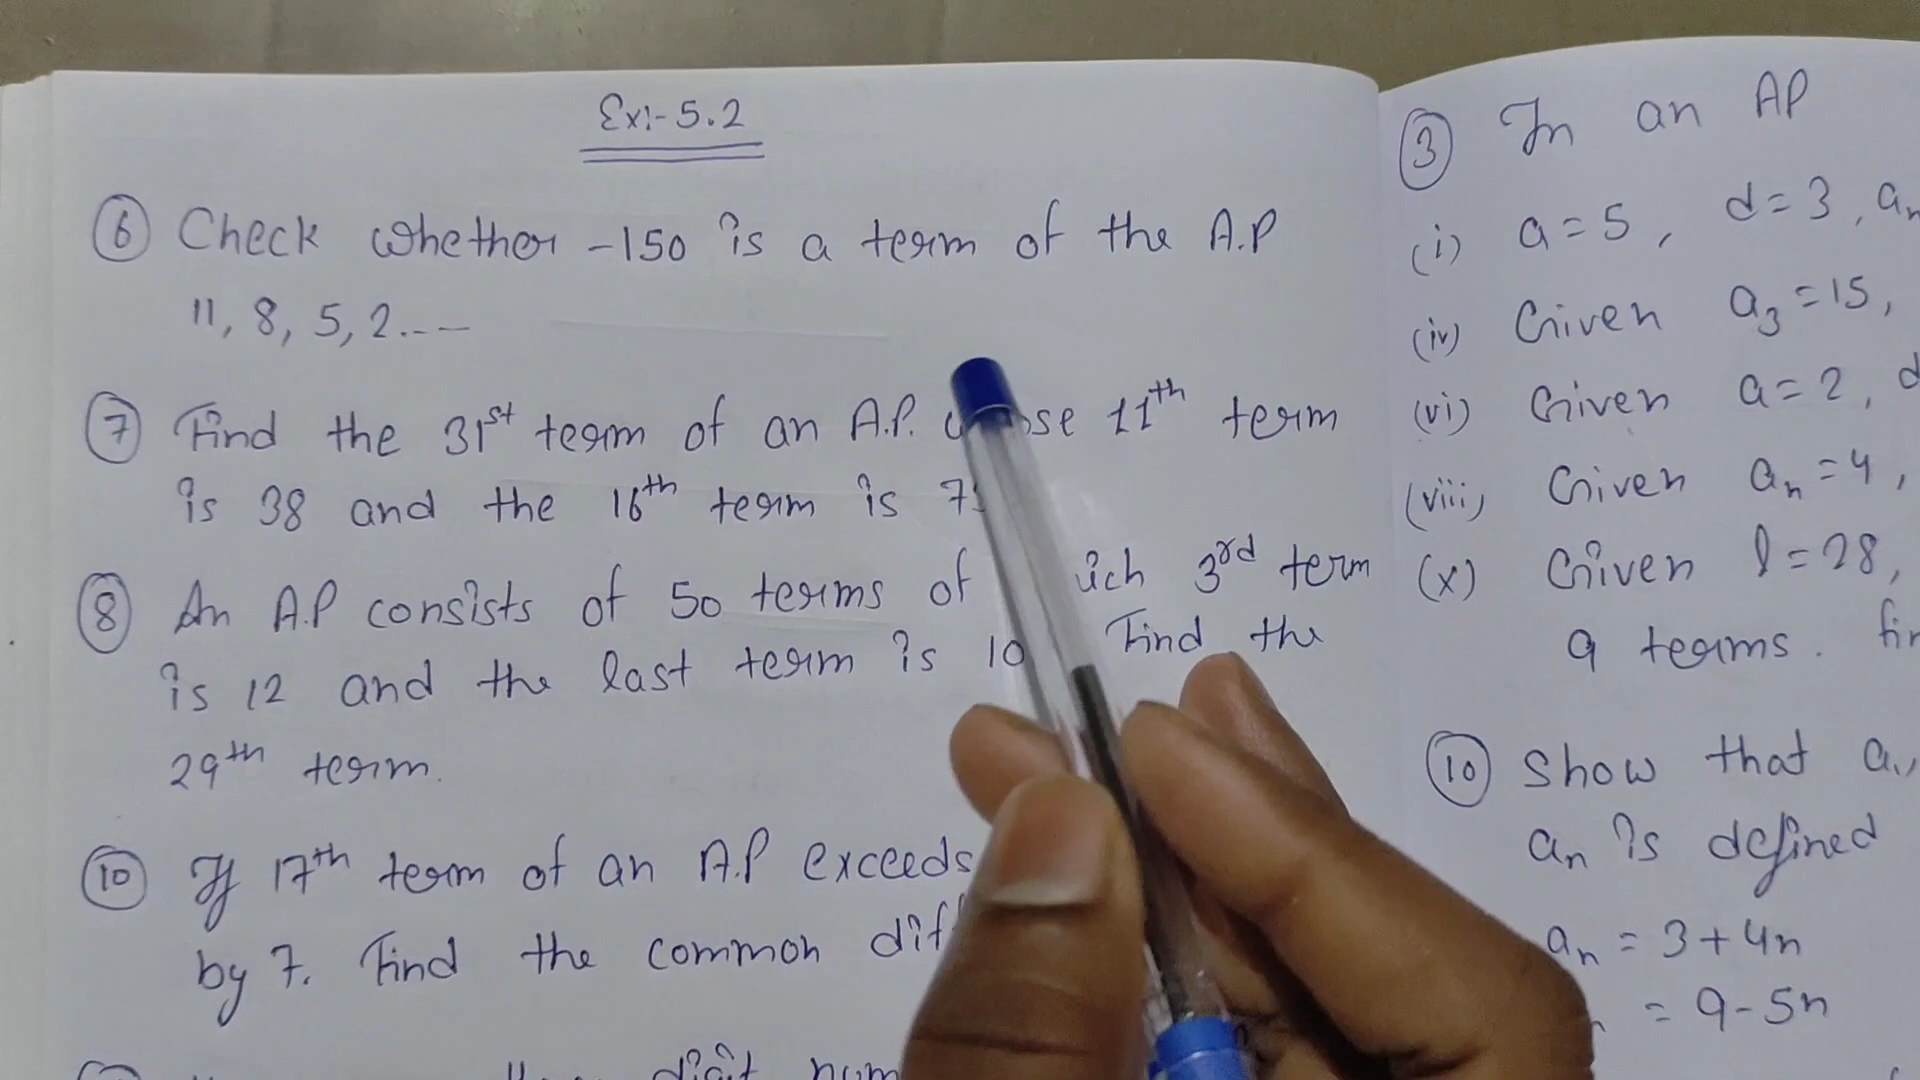 Ex:- 5.2
⑥ Check whether -150 is a term of the A.P
11, 8, 5, 2....
⑦ Find the 31st term of an A.P. 11th term
is 38 and the 16th term is
⑧ An A.P consists of 50 terms of 3rd term
is 12 and the last term is Find the
29th term.
⑩ If 17th term of an A.P exceeds
by 7. Find the common
digit
③ In an AP
(i) a = 5, d = 3,
(iv) Given a3 = 15,
(vi) Given a = 2,
(viii) Given an = 4,
(x) Given l = 28,
9 terms.
⑩ Show that
an is defined
an = 3 + 4n
= 9 - 5n